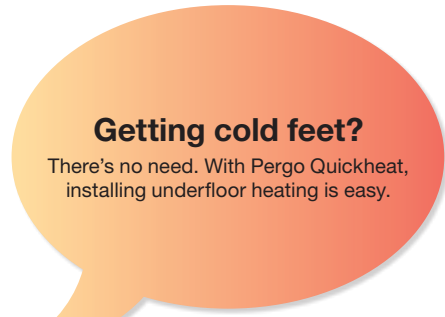 Getting cold feet?
There's no need. With Pergo Quickheat,
installing underfloor heating is easy.